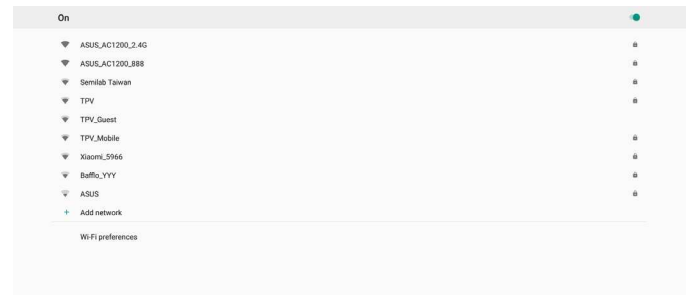 On
ASUS_AC1200_2.4G
ASUS_AC1200_888
Semilab Taiwan
TPV
TPV_Guest
TPV_Mobile
Xiaomi_5966
Bafflo_YYY
ASUS
+ Add network
Wi-Fi preferences